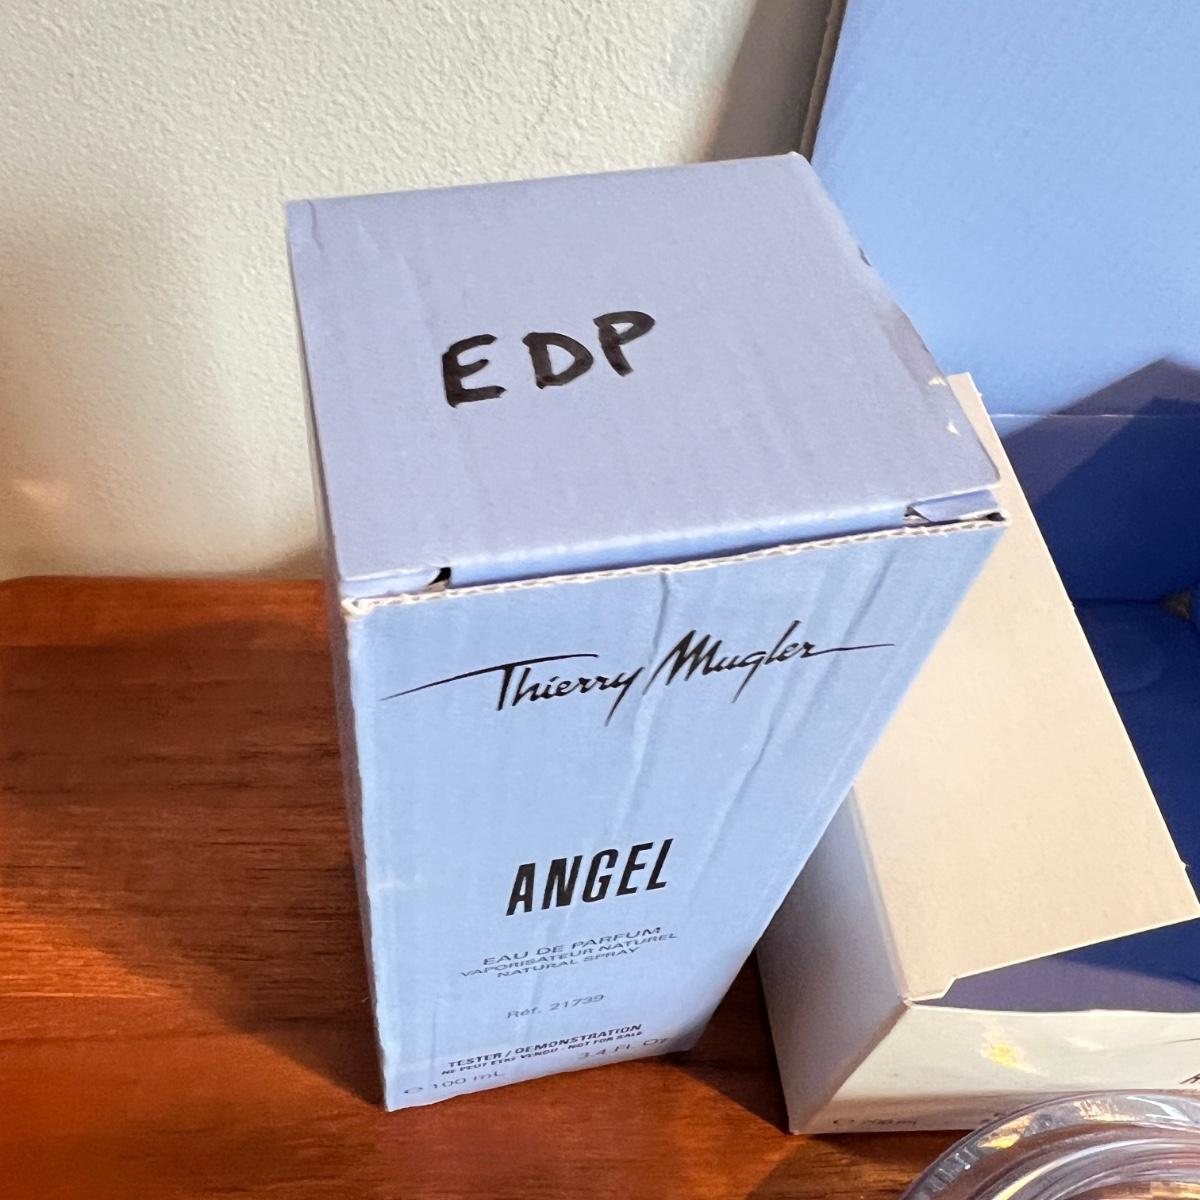 EDP
Thierry Mugler
ANGEL
EAU DE PARFUM
VAPORISATEUR NATUREL
NATURAL SPRAY
Réf. 21739
TESTER / DEMONSTRATION
NE PEUT ETRE VENDU - NOT FOR SALE
℮ 100 mL 3.4 FL. Oz